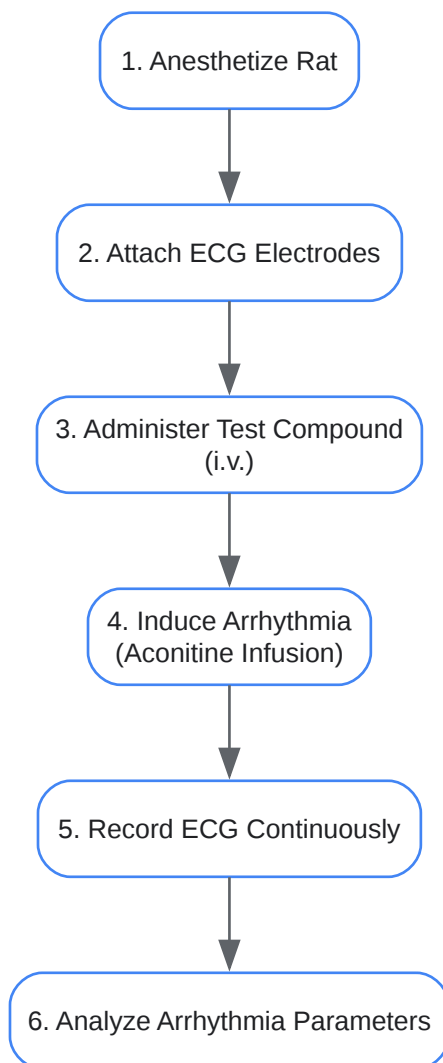 1. Anesthetize Rat
2. Attach ECG Electrodes
3. Administer Test Compound
(i.v.)
4. Induce Arrhythmia
(Aconitine Infusion)
5. Record ECG Continuously
6. Analyze Arrhythmia Parameters